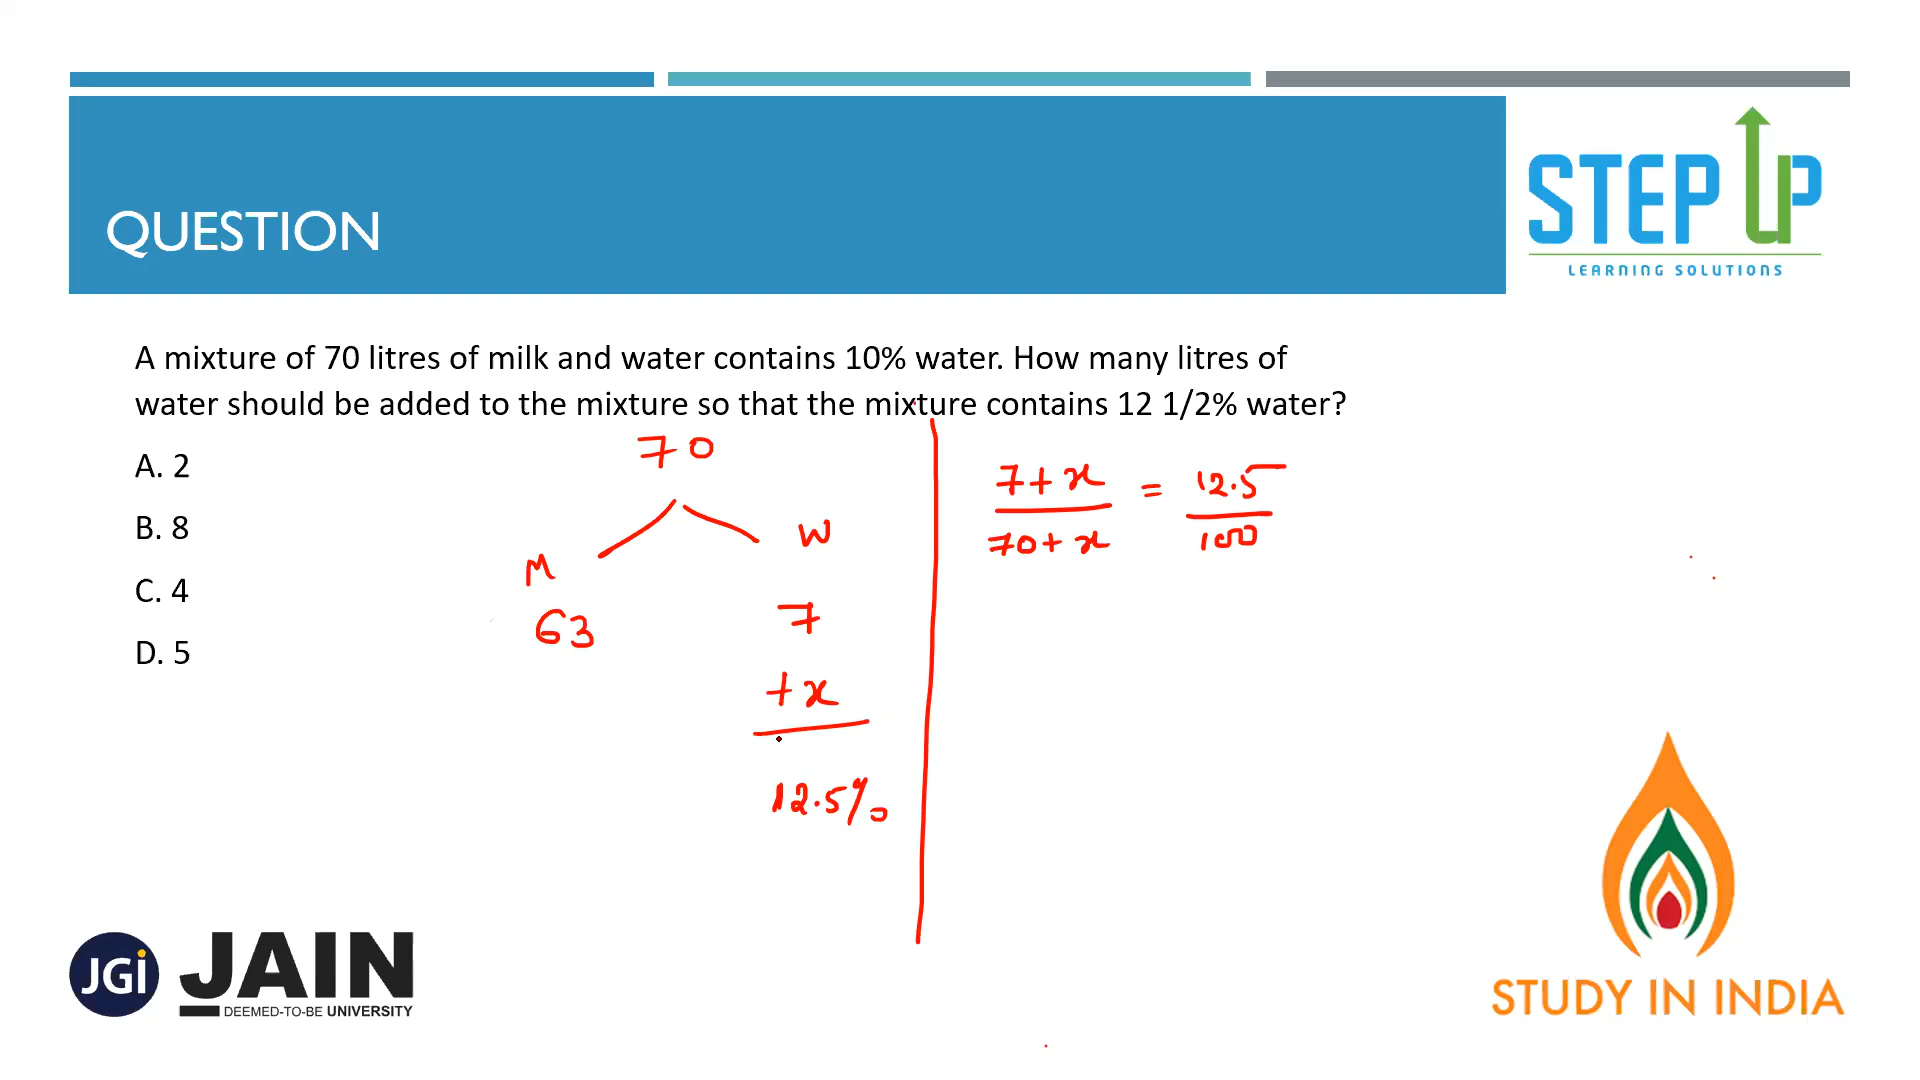 STEP UP
LEARNING SOLUTIONS
QUESTION
A mixture of 70 litres of milk and water contains 10% water. How many litres of
water should be added to the mixture so that the mixture contains 12 1/2% water?
A. 2
B. 8
C. 4
D. 5
70
M
W
63
7
+x
12.5%
7+x = 12.5
70+x 100
JGi JAIN
DEEMED-TO-BE UNIVERSITY
STUDY IN INDIA